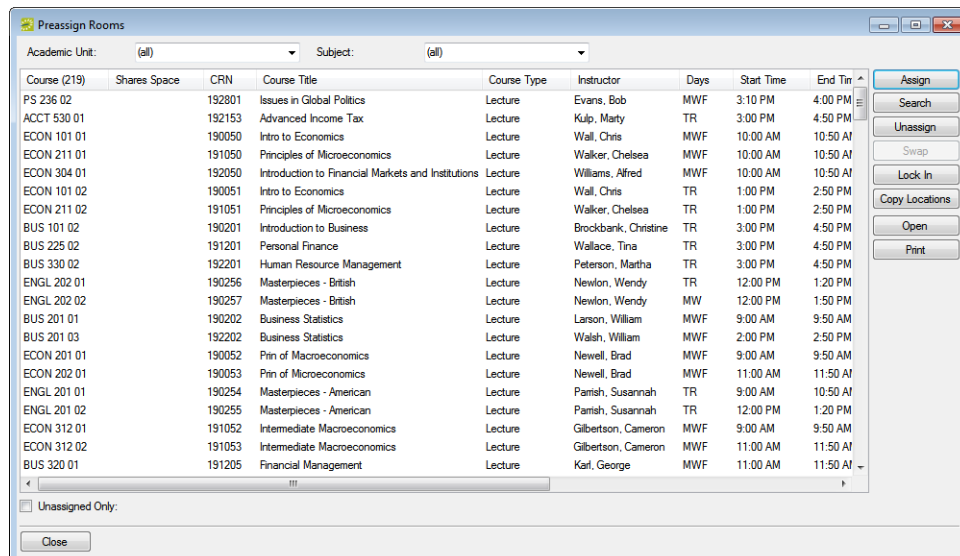 Preassign Rooms
Academic Unit: (all) Subject: (all)
Course (219) Shares Space CRN Course Title Course Type Instructor Days Start Time End Tim
PS 236 02 192801 Issues in Global Politics Lecture Evans, Bob MWF 3:10 PM 4:00 PM
ACCT 530 01 192153 Advanced Income Tax Lecture Kulp, Marty TR 3:00 PM 4:50 PM
ECON 101 01 190050 Intro to Economics Lecture Wall, Chris MWF 10:00 AM 10:50 AM
ECON 211 01 191050 Principles of Microeconomics Lecture Walker, Chelsea MWF 10:00 AM 10:50 AM
ECON 304 01 192050 Introduction to Financial Markets and Institutions Lecture Williams, Alfred MWF 10:00 AM 10:50 AM
ECON 101 02 190051 Intro to Economics Lecture Wall, Chris TR 1:00 PM 2:50 PM
ECON 211 02 191051 Principles of Microeconomics Lecture Walker, Chelsea TR 1:00 PM 2:50 PM
BUS 101 02 190201 Introduction to Business Lecture Brockbank, Christine TR 3:00 PM 4:50 PM
BUS 225 02 191201 Personal Finance Lecture Wallace, Tina TR 3:00 PM 4:50 PM
BUS 330 02 192201 Human Resource Management Lecture Peterson, Martha TR 3:00 PM 4:50 PM
ENGL 202 01 190256 Masterpieces - British Lecture Newlon, Wendy TR 12:00 PM 1:20 PM
ENGL 202 02 190257 Masterpieces - British Lecture Newlon, Wendy MW 12:00 PM 1:50 PM
BUS 201 01 190202 Business Statistics Lecture Larson, William MWF 9:00 AM 9:50 AM
BUS 201 03 192202 Business Statistics Lecture Walsh, William MWF 2:00 PM 2:50 PM
ECON 201 01 190052 Prin of Macroeconomics Lecture Newell, Brad MWF 9:00 AM 9:50 AM
ECON 202 01 190053 Prin of Microeconomics Lecture Newell, Brad MWF 11:00 AM 11:50 AM
ENGL 201 01 190254 Masterpieces - American Lecture Parrish, Susannah TR 9:00 AM 10:50 AM
ENGL 201 02 190255 Masterpieces - American Lecture Parrish, Susannah TR 12:00 PM 1:20 PM
ECON 312 01 191052 Intermediate Macroeconomics Lecture Gilbertson, Cameron MWF 9:00 AM 9:50 AM
ECON 312 02 191053 Intermediate Macroeconomics Lecture Gilbertson, Cameron MWF 11:00 AM 11:50 AM
BUS 320 01 191205 Financial Management Lecture Karl, George MWF 11:00 AM 11:50 AM
Assign
Search
Unassign
Swap
Lock In
Copy Locations
Open
Print
Unassigned Only:
Close